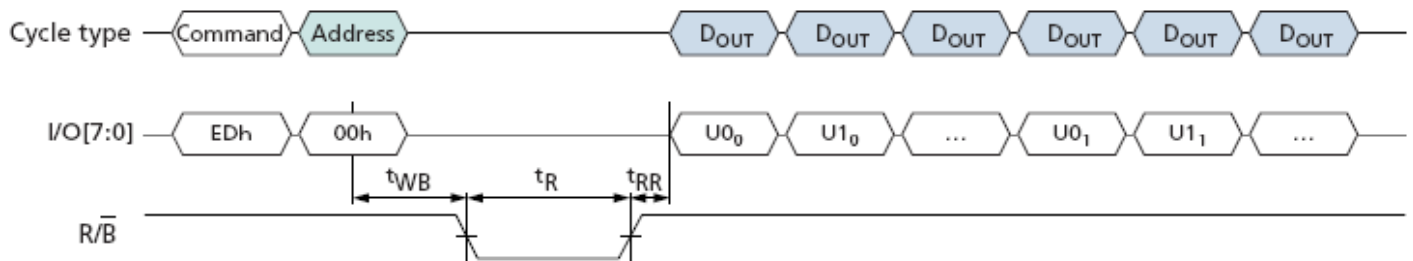 Cycle type Command Address DOUT DOUT DOUT DOUT DOUT DOUT
I/O[7:0] EDh 00h U0₀ U1₀ ... U0₁ U1₁ ...
tWB tR tRR
R/B̅